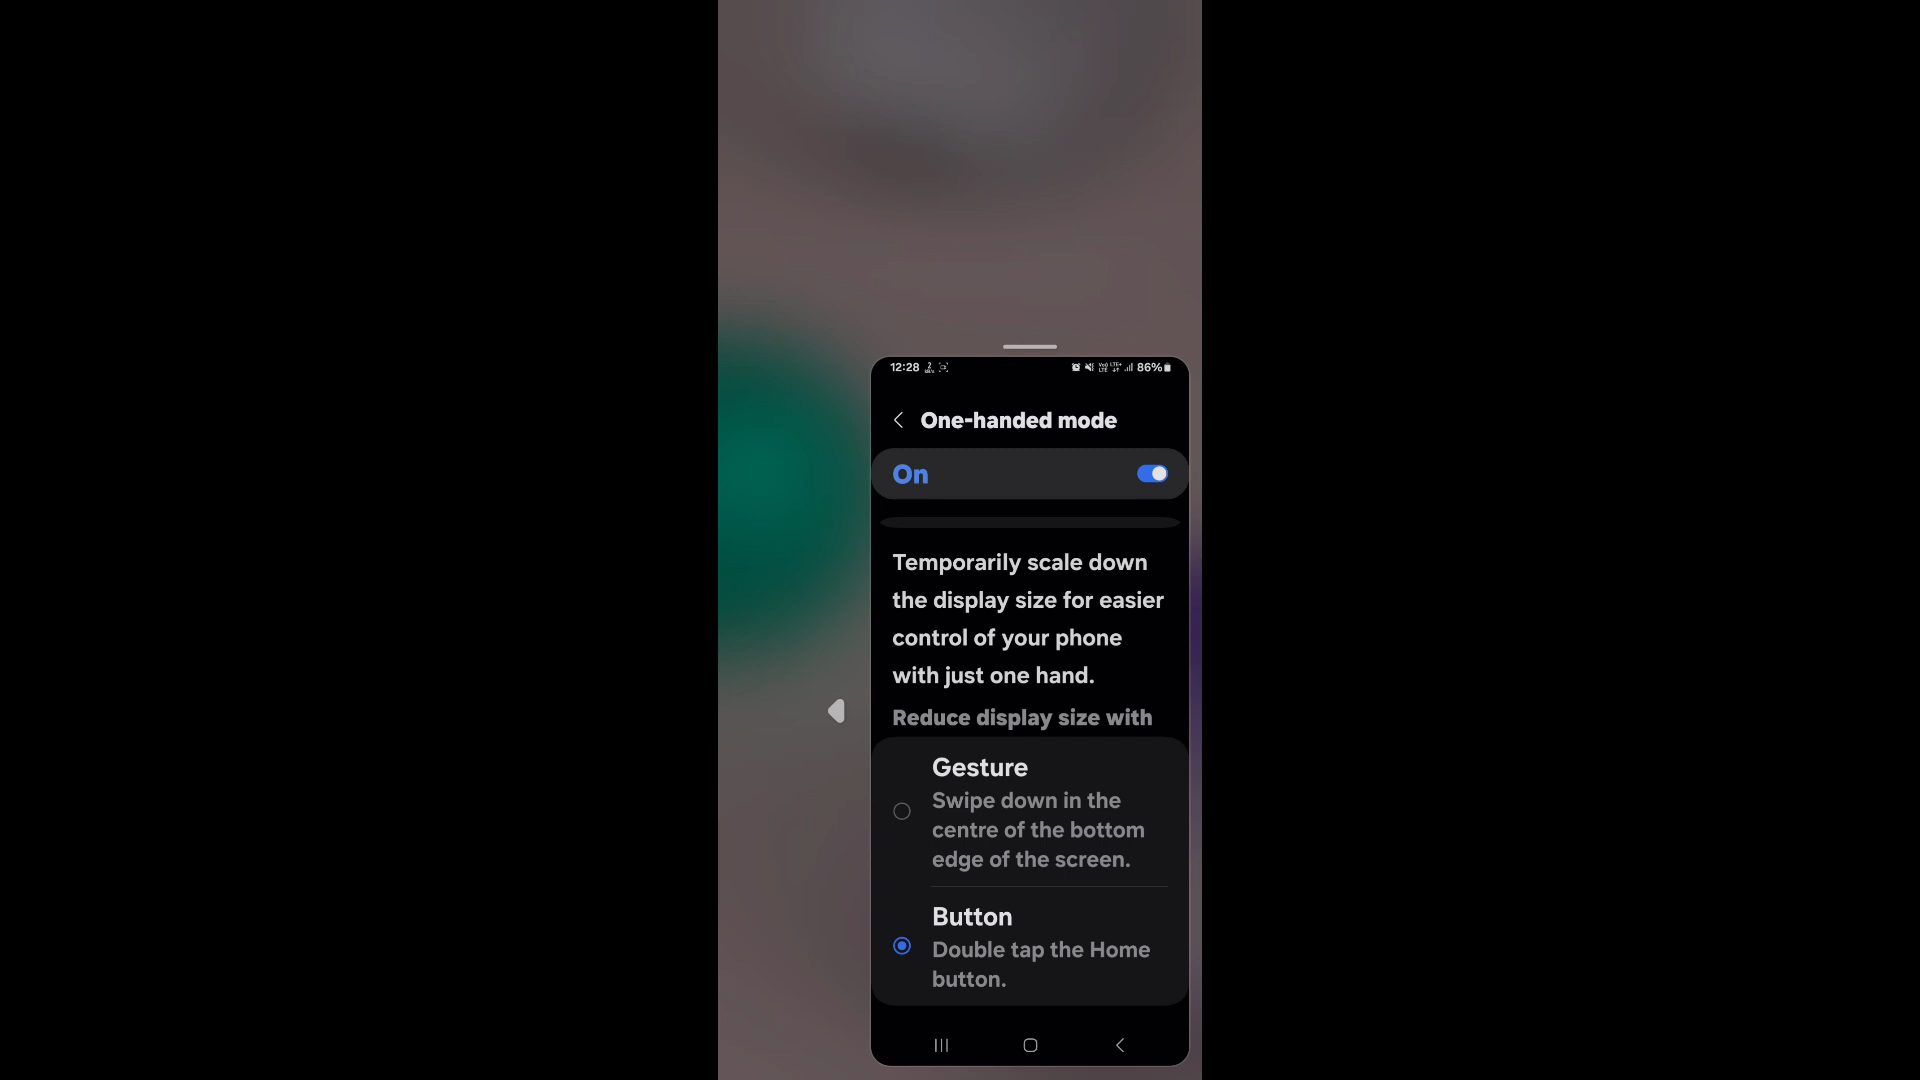 12:28 86%
One-handed mode
On
Temporarily scale down
the display size for easier
control of your phone
with just one hand.
Reduce display size with
Gesture
Swipe down in the
centre of the bottom
edge of the screen.
Button
Double tap the Home
button.